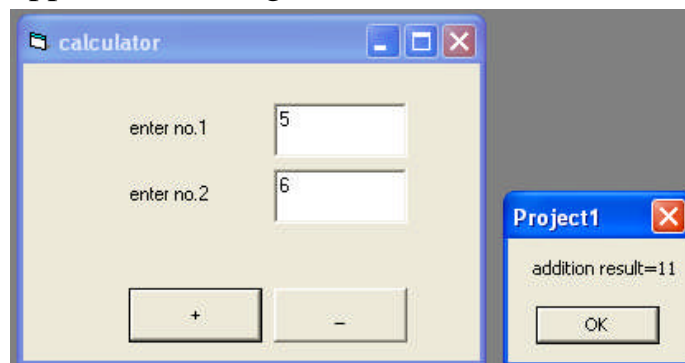 calculator
enter no.1
5
enter no.2
6
+
_
Project1
addition result=11
OK